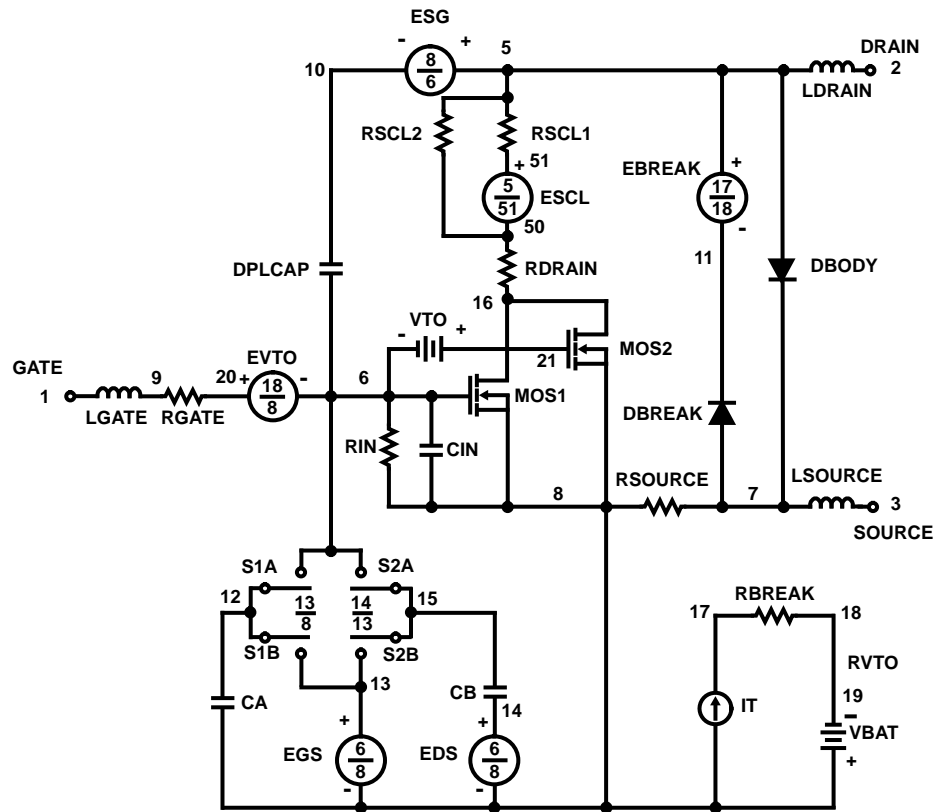 ESG
- +
5
DRAIN
2
10
8
6
LDRAIN
RSCL2
RSCL1
+ 51
EBREAK
+
17
18
-
5
51
ESCL
50
11
DPLCAP
RDRAIN
DBODY
16
- VTO +
MOS2
21
GATE
1
9
20
EVTO
+ -
18
8
6
MOS1
LGATE
RGATE
DBREAK
RIN
CIN
LSOURCE
RSOURCE
8
7
3
SOURCE
S1A
S2A
12
13
8
14
13
15
RBREAK
17
18
S1B
S2B
13
RVTO
CA
CB
14
IT
19
-
VBAT
+
+
+
EGS
6
8
-
EDS
6
8
-